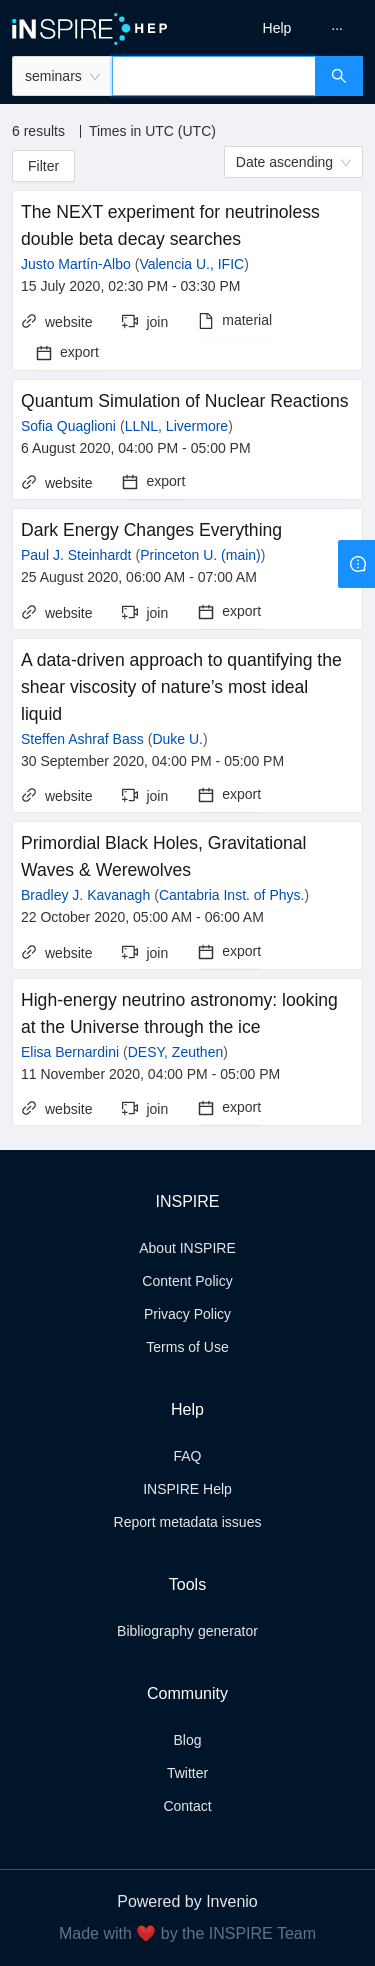 INSPIRE HEP
Help
···
seminars
6 results | Times in UTC (UTC)
Filter
Date ascending
The NEXT experiment for neutrinoless
double beta decay searches
Justo Martín-Albo (Valencia U., IFIC)
15 July 2020, 02:30 PM - 03:30 PM
website join material
export
Quantum Simulation of Nuclear Reactions
Sofia Quaglioni (LLNL, Livermore)
6 August 2020, 04:00 PM - 05:00 PM
website export
Dark Energy Changes Everything
Paul J. Steinhardt (Princeton U. (main))
25 August 2020, 06:00 AM - 07:00 AM
website join export
A data-driven approach to quantifying the
shear viscosity of nature’s most ideal
liquid
Steffen Ashraf Bass (Duke U.)
30 September 2020, 04:00 PM - 05:00 PM
website join export
Primordial Black Holes, Gravitational
Waves & Werewolves
Bradley J. Kavanagh (Cantabria Inst. of Phys.)
22 October 2020, 05:00 AM - 06:00 AM
website join export
High-energy neutrino astronomy: looking
at the Universe through the ice
Elisa Bernardini (DESY, Zeuthen)
11 November 2020, 04:00 PM - 05:00 PM
website join export
INSPIRE
About INSPIRE
Content Policy
Privacy Policy
Terms of Use
Help
FAQ
INSPIRE Help
Report metadata issues
Tools
Bibliography generator
Community
Blog
Twitter
Contact
Powered by Invenio
Made with ❤️ by the INSPIRE Team